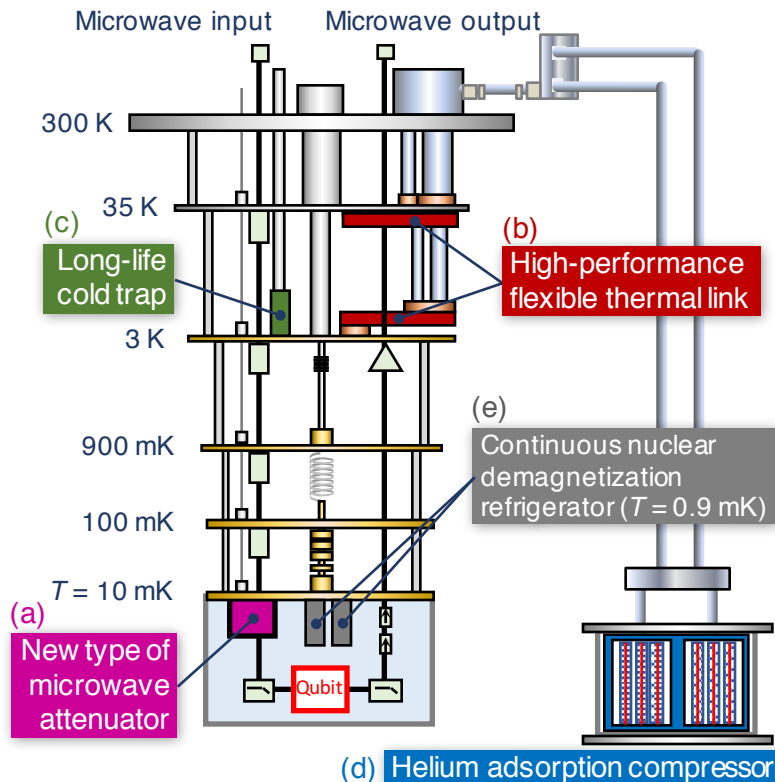 Microwave input
Microwave output
300 K
35 K
(c)
Long-life
cold trap
(b)
High-performance
flexible thermal link
3 K
(e)
Continuous nuclear
demagnetization
refrigerator (T = 0.9 mK)
900 mK
100 mK
T = 10 mK
(a)
New type of
microwave
attenuator
Qubit
(d) Helium adsorption compressor